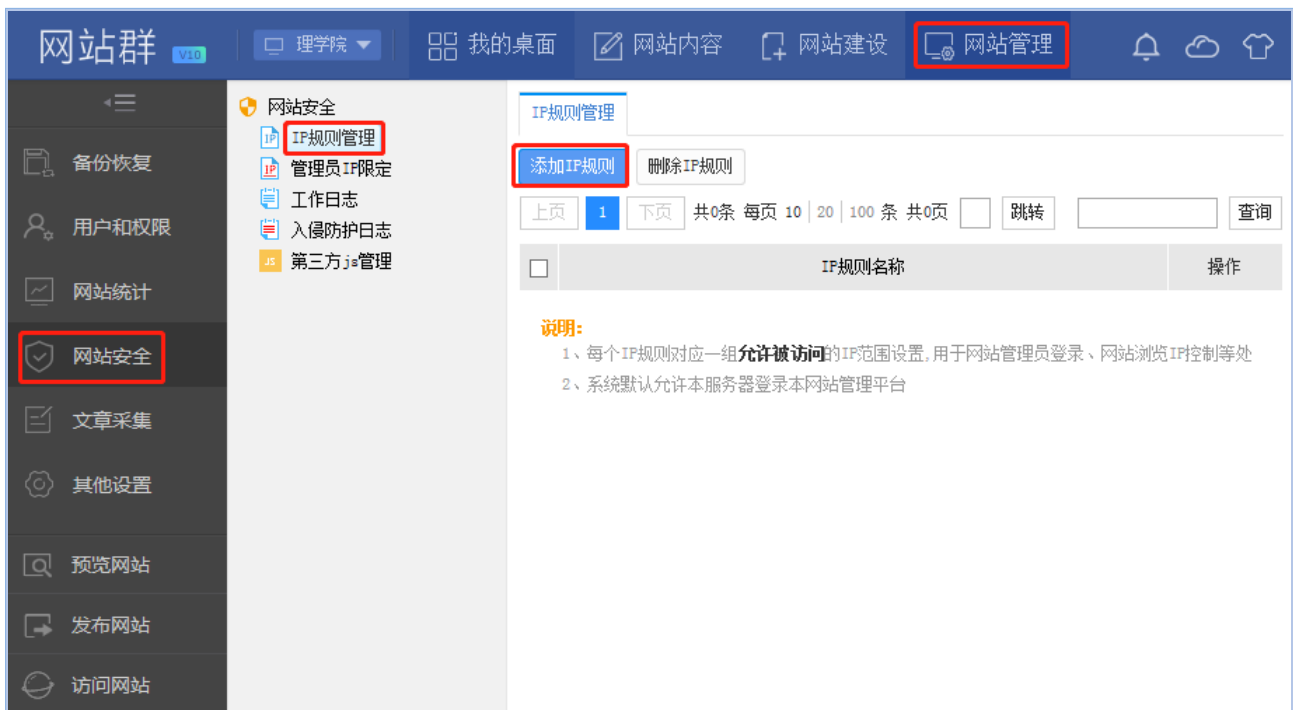 网站群 V10 理学院 我的桌面 网站内容 网站建设 网站管理
备份恢复
用户和权限
网站统计
网站安全
文章采集
其他设置
预览网站
发布网站
访问网站
网站安全
IP IP规则管理
IP 管理员IP限定
工作日志
入侵防护日志
JS 第三方js管理
IP规则管理
添加IP规则 删除IP规则
上页 1 下页 共0条 每页 10 | 20 | 100 条 共0页 跳转 查询
IP规则名称 操作
说明:
1、每个IP规则对应一组允许被访问的IP范围设置,用于网站管理员登录、网站浏览IP控制等处
2、系统默认允许本服务器登录本网站管理平台